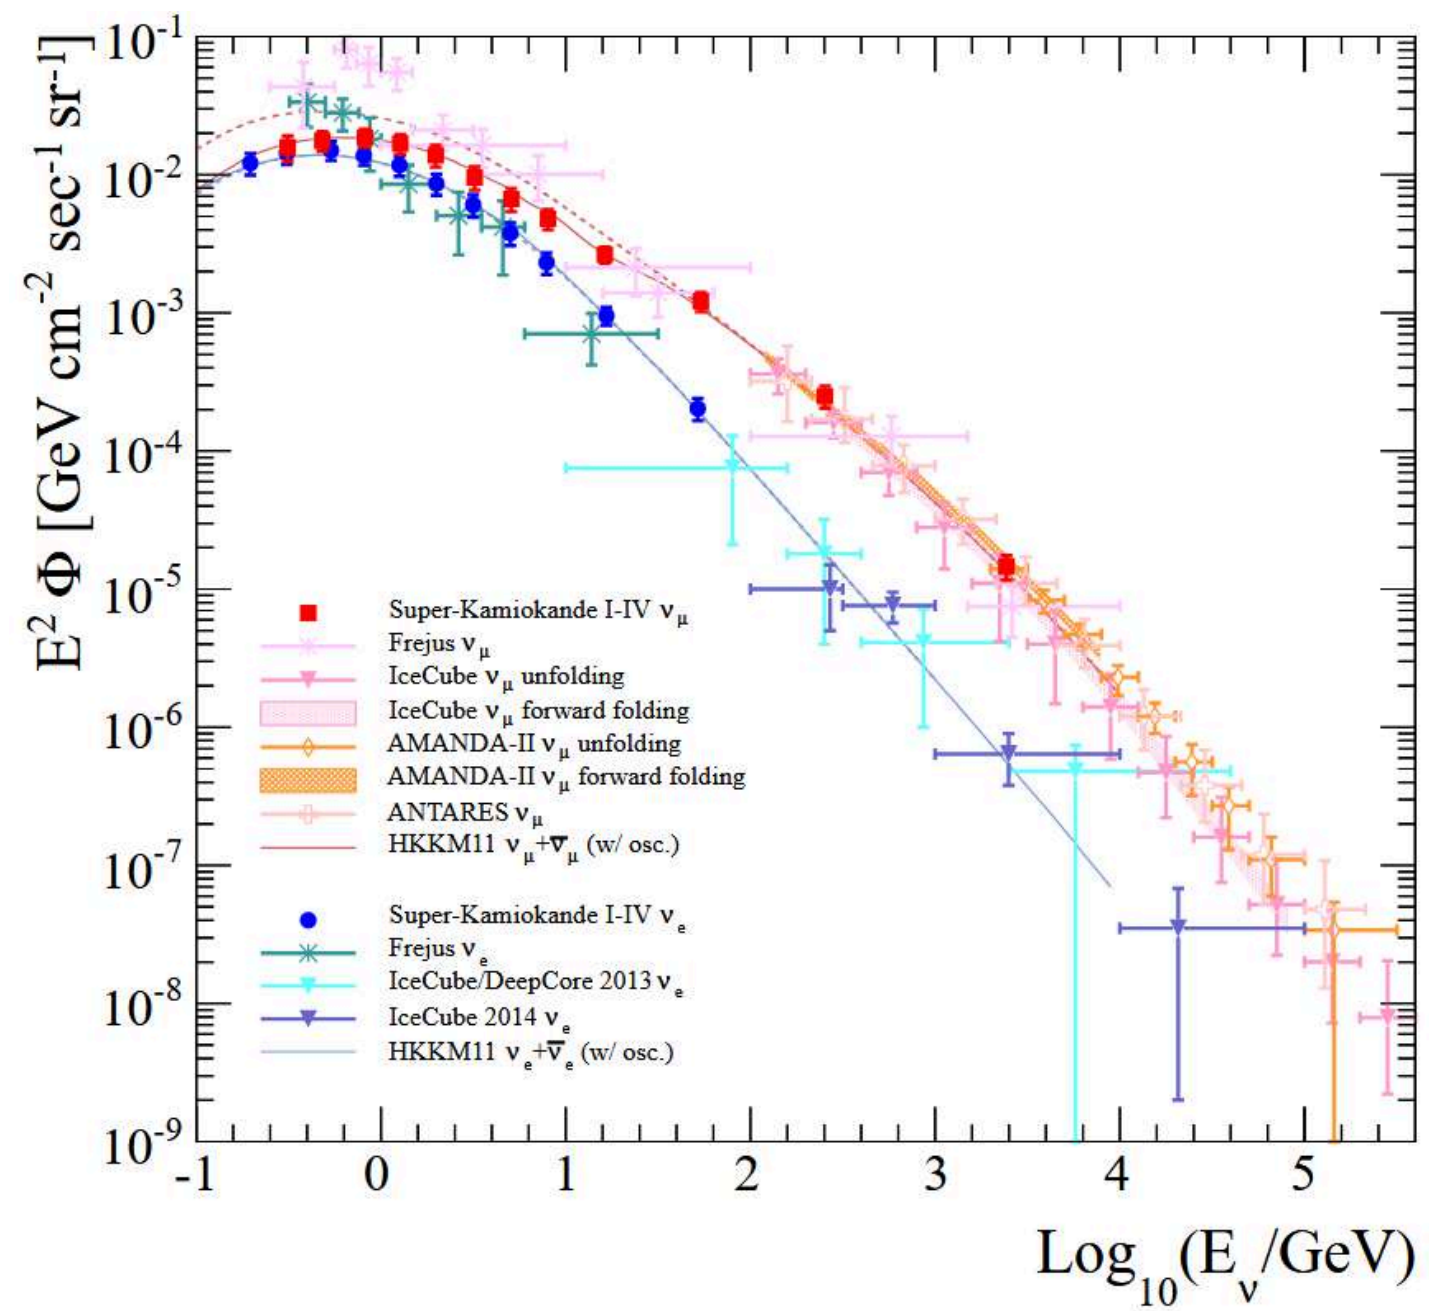 E² Φ [GeV cm⁻² sec⁻¹ sr⁻¹]
10⁻¹
10⁻²
10⁻³
10⁻⁴
10⁻⁵
10⁻⁶
10⁻⁷
10⁻⁸
10⁻⁹
Super-Kamiokande I-IV ν_μ
Frejus ν_μ
IceCube ν_μ unfolding
IceCube ν_μ forward folding
AMANDA-II ν_μ unfolding
AMANDA-II ν_μ forward folding
ANTARES ν_μ
HKKM11 ν_μ+ν̅_μ (w/ osc.)
Super-Kamiokande I-IV ν_e
Frejus ν_e
IceCube/DeepCore 2013 ν_e
IceCube 2014 ν_e
HKKM11 ν_e+ν̅_e (w/ osc.)
-1 0 1 2 3 4 5
Log₁₀(E_ν/GeV)